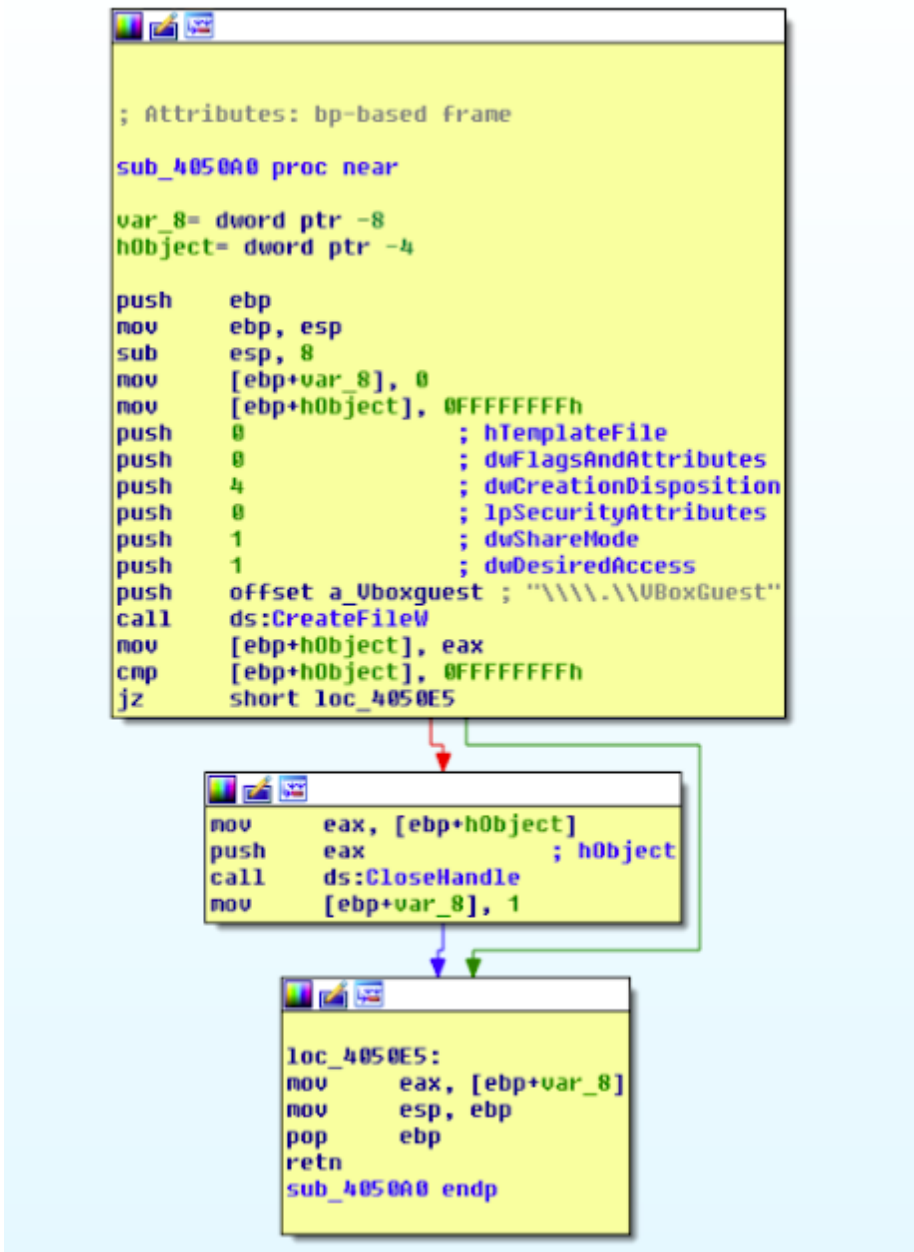 ; Attributes: bp-based frame
sub_4050A0 proc near
var_8= dword ptr -8
hObject= dword ptr -4
push ebp
mov ebp, esp
sub esp, 8
mov [ebp+var_8], 0
mov [ebp+hObject], 0FFFFFFFFh
push 0 ; hTemplateFile
push 0 ; dwFlagsAndAttributes
push 4 ; dwCreationDisposition
push 0 ; lpSecurityAttributes
push 1 ; dwShareMode
push 1 ; dwDesiredAccess
push offset a_Vboxguest ; "\\\\.\\VBoxGuest"
call ds:CreateFileW
mov [ebp+hObject], eax
cmp [ebp+hObject], 0FFFFFFFFh
jz short loc_4050E5
mov eax, [ebp+hObject]
push eax ; hObject
call ds:CloseHandle
mov [ebp+var_8], 1
loc_4050E5:
mov eax, [ebp+var_8]
mov esp, ebp
pop ebp
retn
sub_4050A0 endp